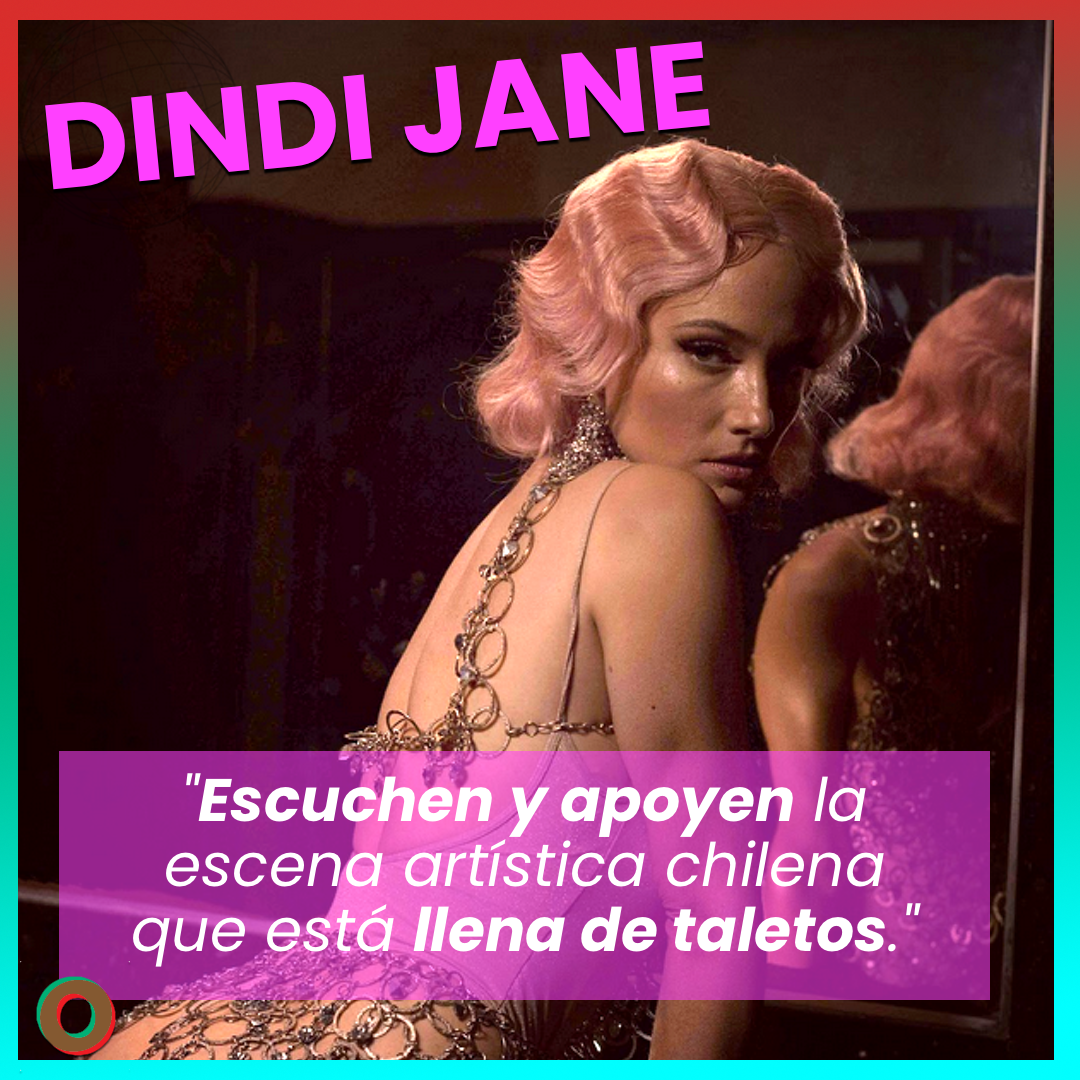 DINDI JANE
"Escuchen y apoyen la
escena artística chilena
que está llena de taletos."